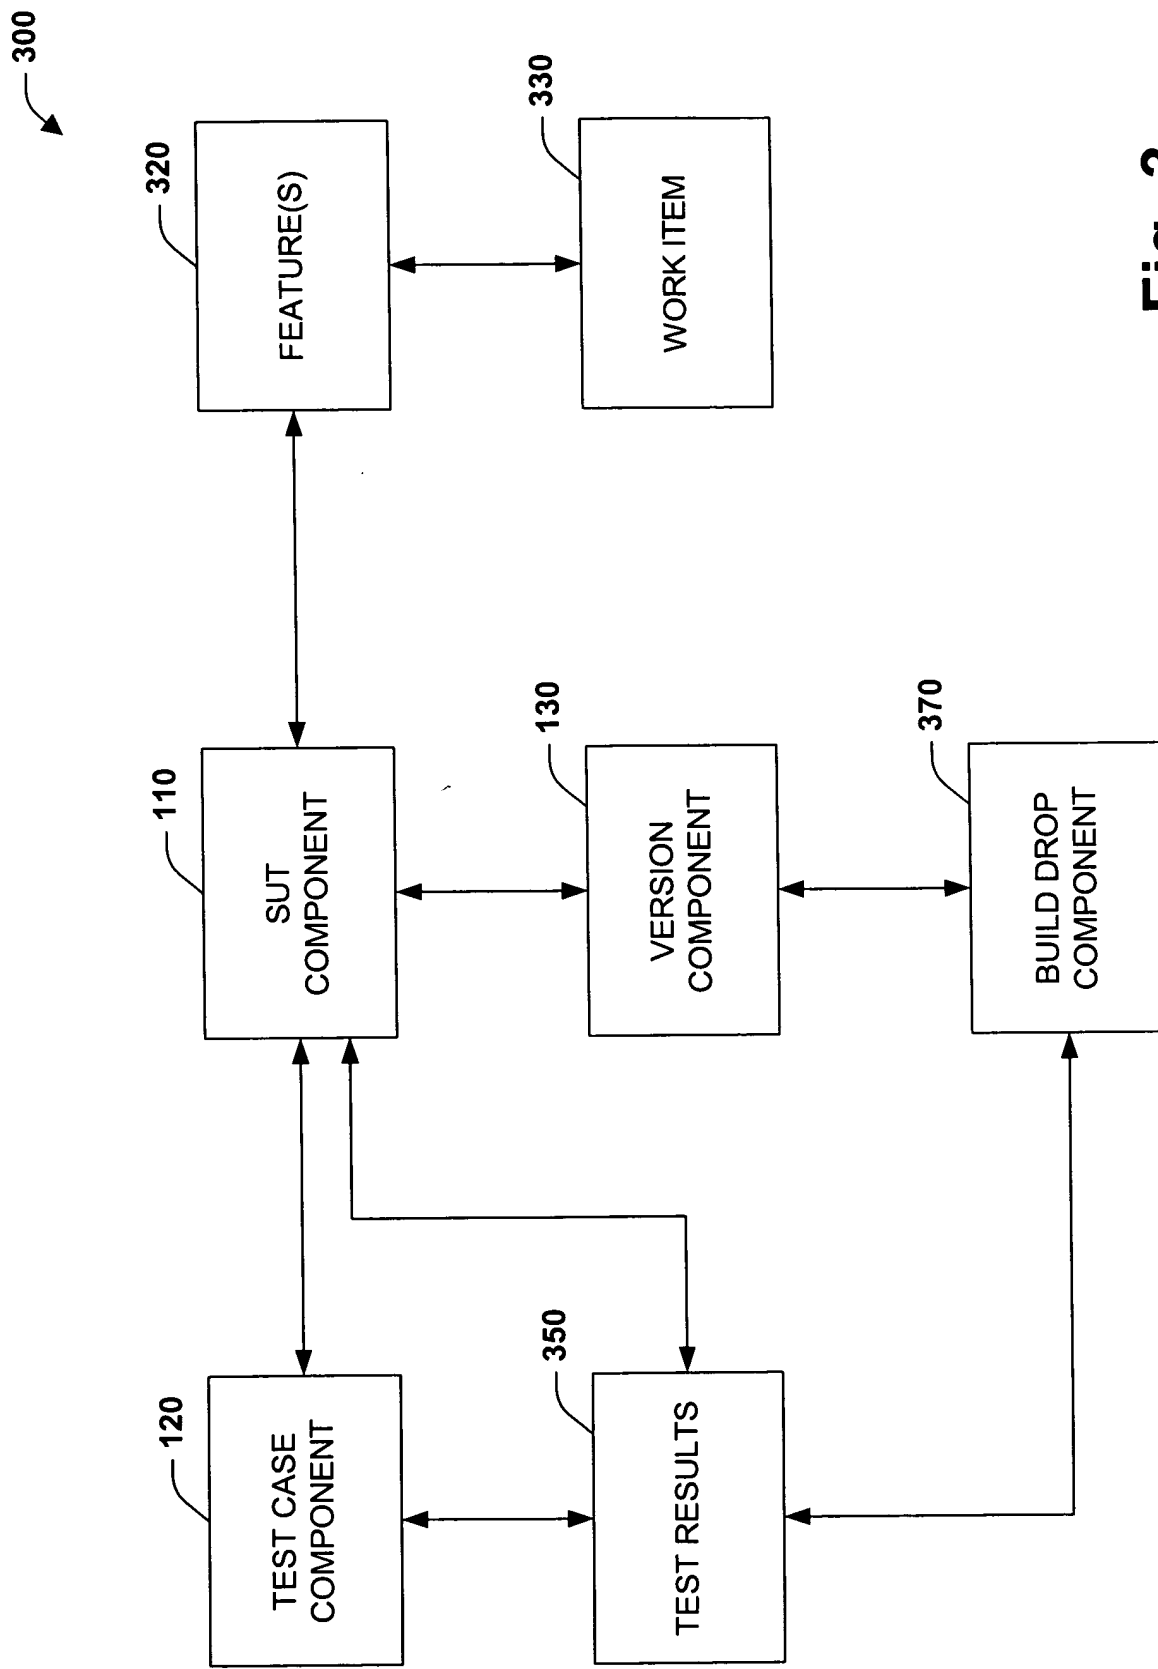 300
120
TEST CASE
COMPONENT
110
SUT
COMPONENT
320
FEATURE(S)
350
TEST RESULTS
130
VERSION
COMPONENT
330
WORK ITEM
370
BUILD DROP
COMPONENT
Fig.